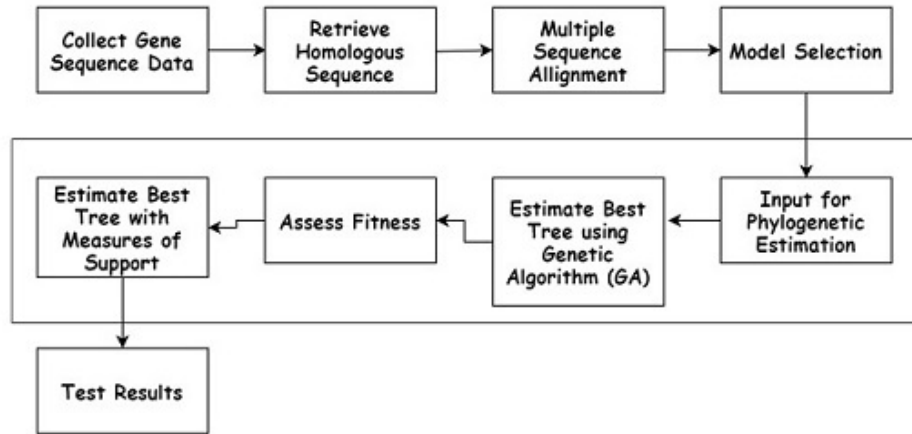 Collect Gene
Sequence Data
Retrieve
Homologous
Sequence
Multiple
Sequence
Allignment
Model Selection
Input for
Phylogenetic
Estimation
Estimate Best
Tree using
Genetic
Algorithm (GA)
Assess Fitness
Estimate Best
Tree with
Measures of
Support
Test Results